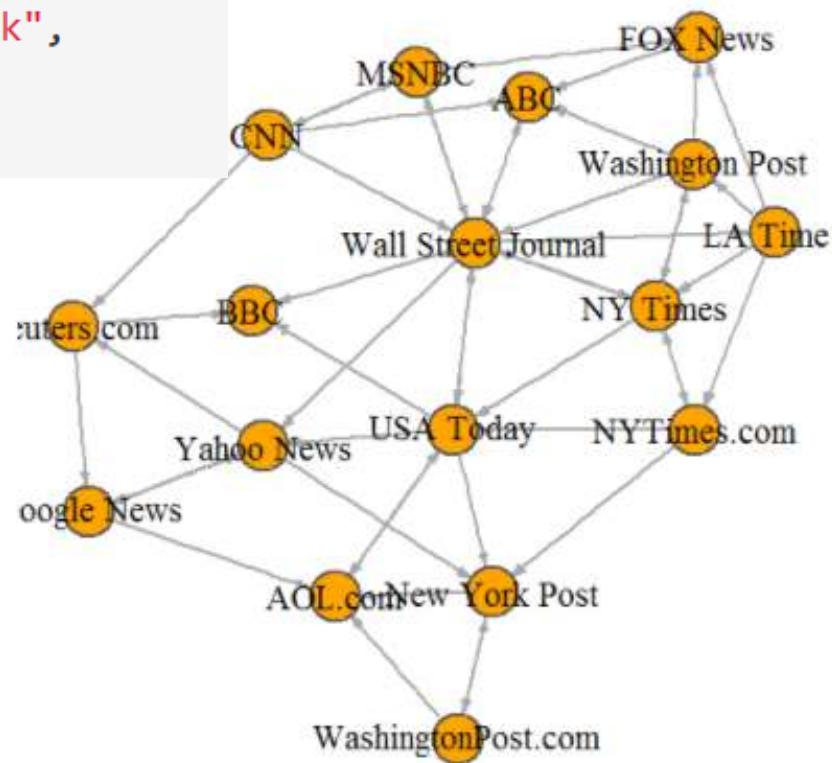 k",
FOX News
MSNBC
ABC
CNN
Washington Post
LA Time
Wall Street Journal
BBC
NY Times
euters.com
USA Today
NYTimes.com
Yahoo News
oogle News
AOL.com
New York Post
WashingtonPost.com